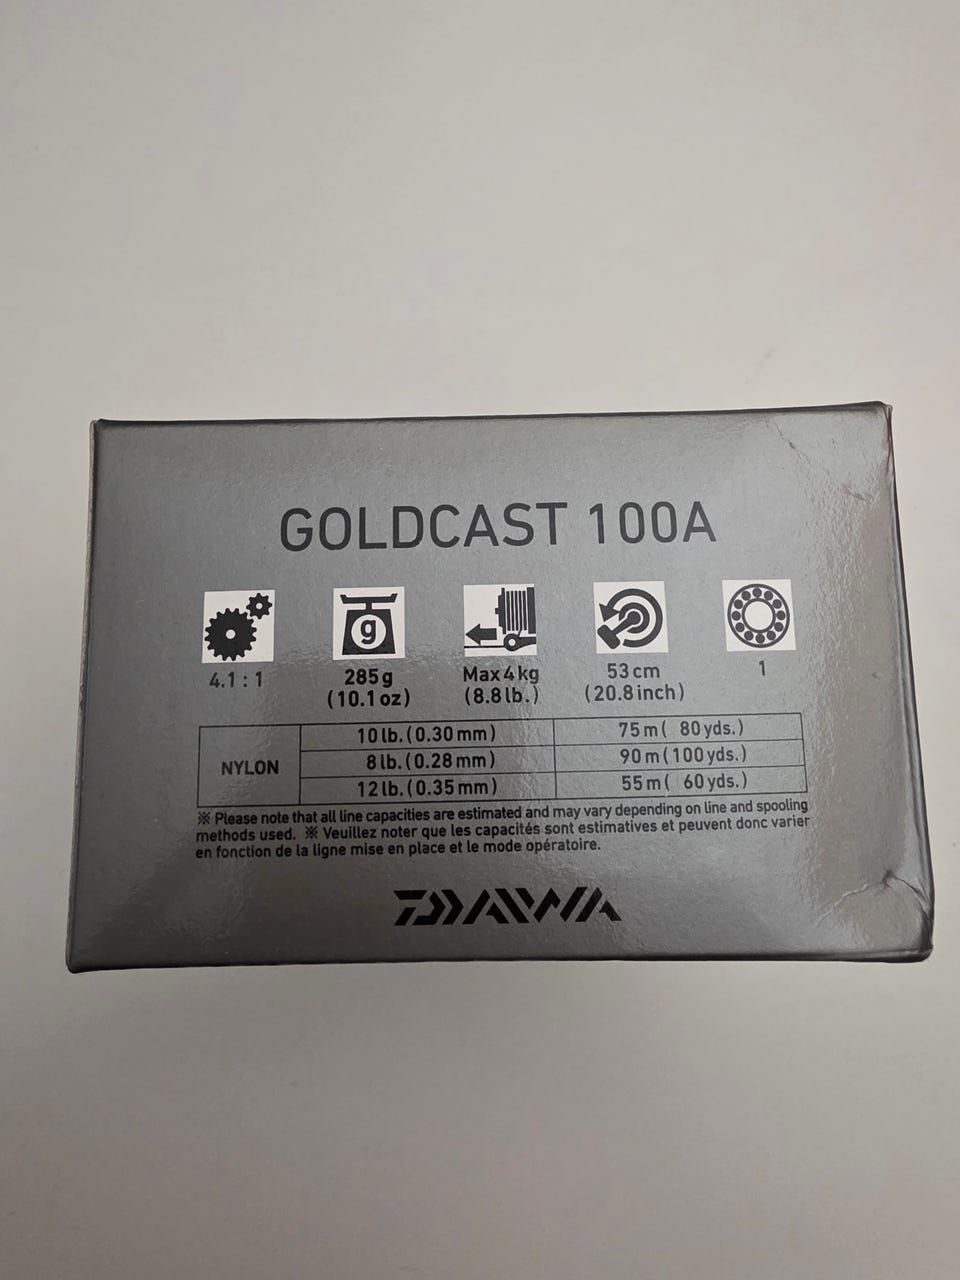 GOLDCAST 100A
g
4.1 : 1
285g
(10.1oz)
Max4kg
(8.8lb.)
53cm
(20.8inch)
1
NYLON
10lb.(0.30mm) 75m( 80yds.)
8lb.(0.28mm) 90m(100yds.)
12lb.(0.35mm) 55m( 60yds.)
※ Please note that all line capacities are estimated and may vary depending on line and spooling
methods used. ※ Veuillez noter que les capacités sont estimatives et peuvent donc varier
en fonction de la ligne mise en place et le mode opératoire.
DAIWA